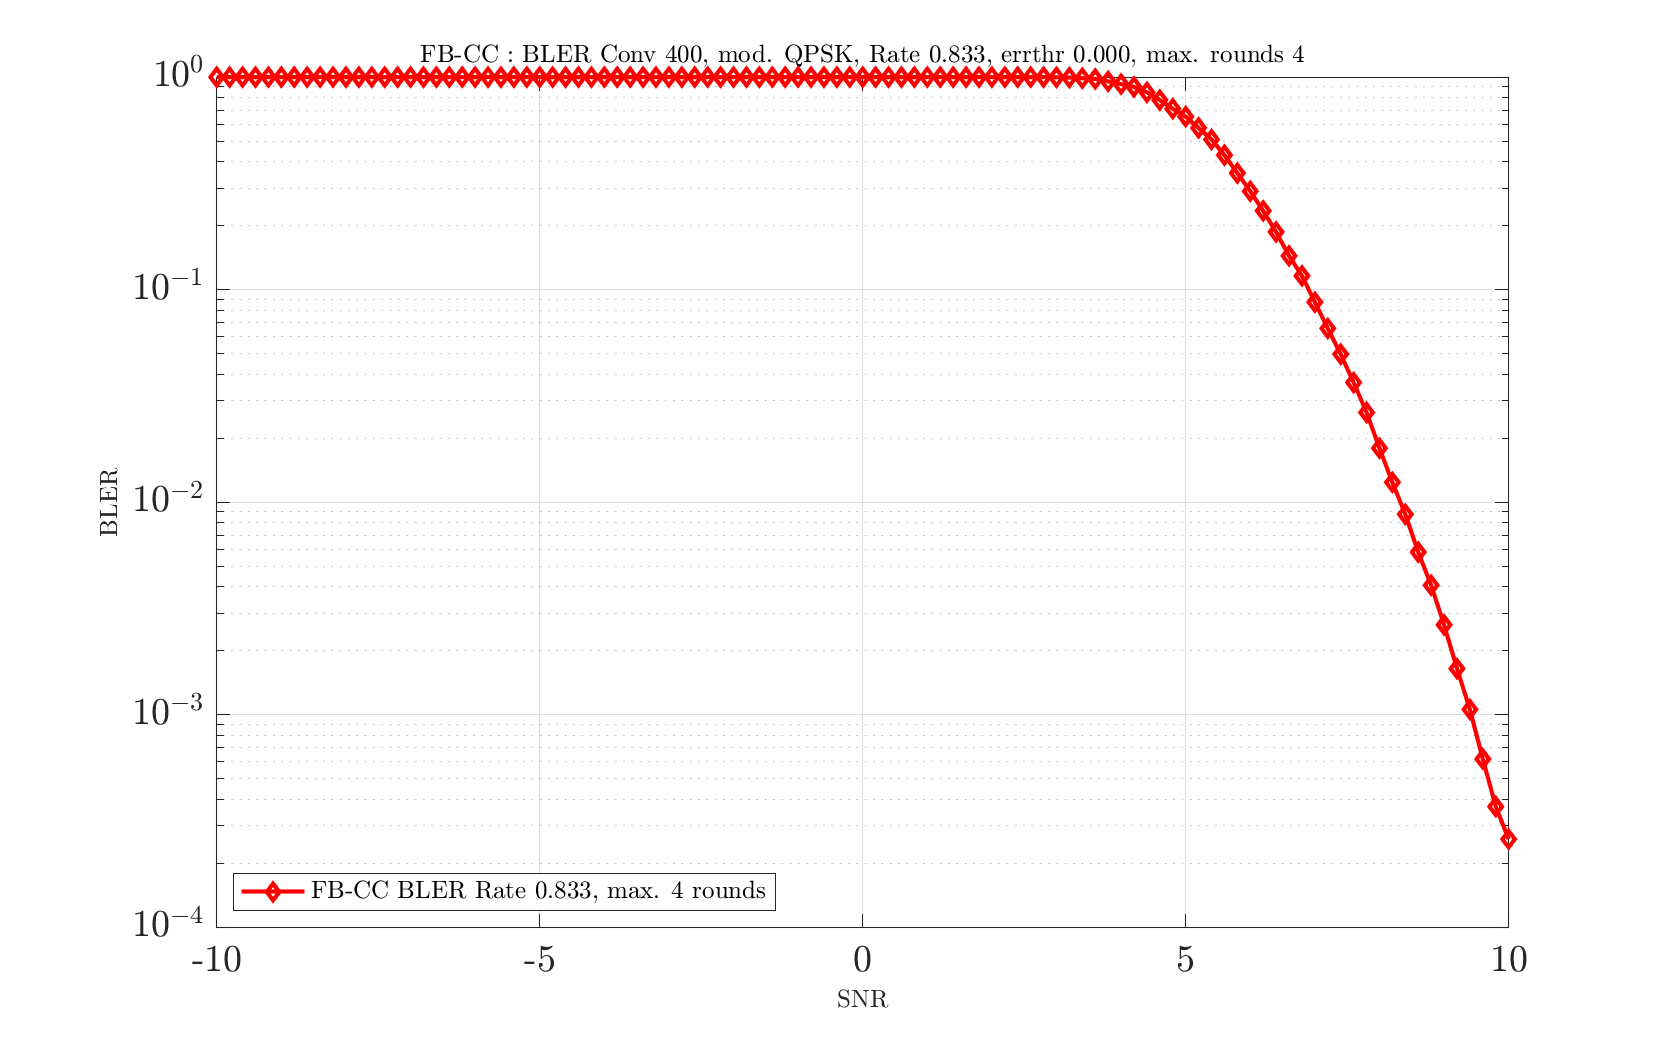 FB-CC : BLER Conv 400, mod. QPSK, Rate 0.833, errthr 0.000, max. rounds 4
10^0
10^-1
10^-2
10^-3
10^-4
BLER
FB-CC BLER Rate 0.833, max. 4 rounds
-10 -5 0 5 10
SNR